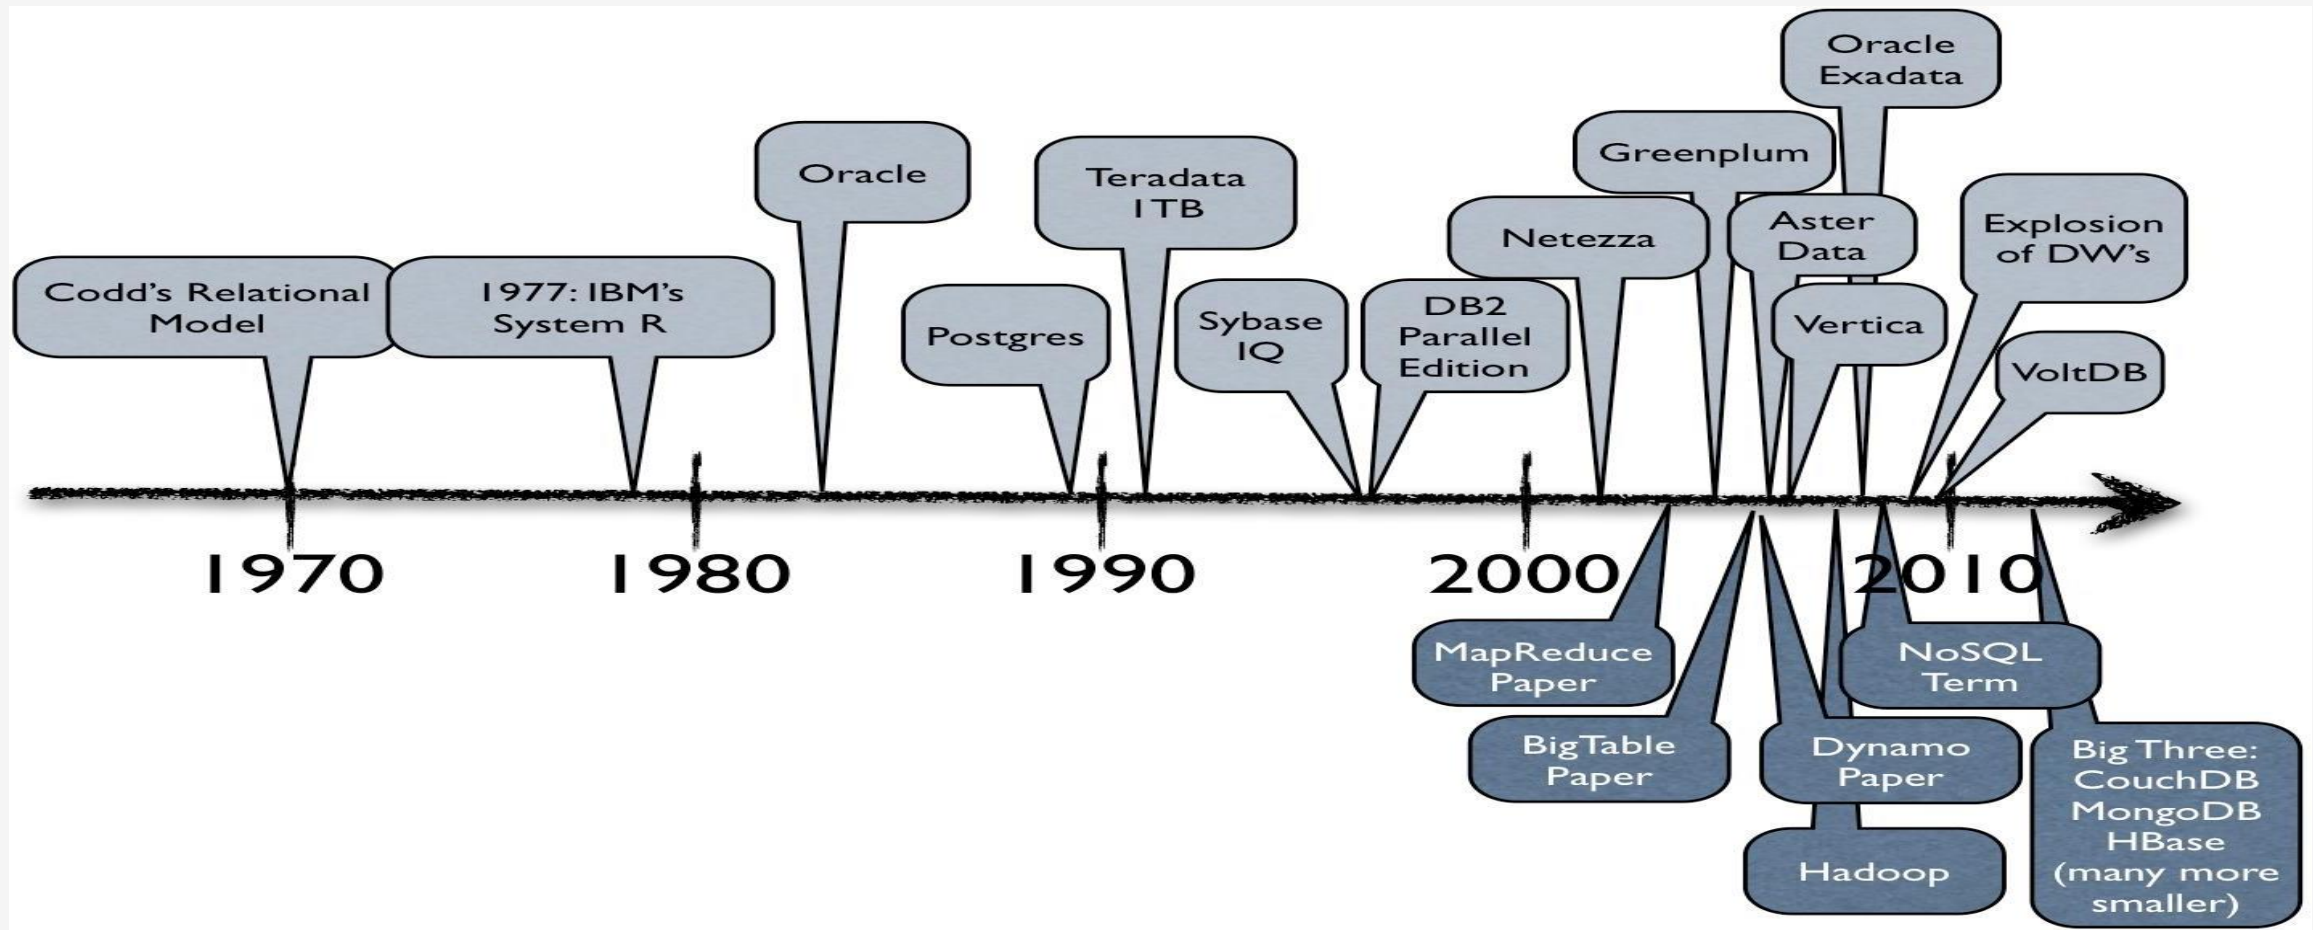 Oracle
Exadata
Oracle
Teradata
1TB
Greenplum
Netezza
Aster
Data
Explosion
of DW's
Codd's Relational
Model
1977: IBM's
System R
Postgres
Sybase
IQ
DB2
Parallel
Edition
Vertica
VoltDB
1970
1980
1990
2000
2010
MapReduce
Paper
NoSQL
Term
BigTable
Paper
Dynamo
Paper
Hadoop
Big Three:
CouchDB
MongoDB
HBase
(many more
smaller)